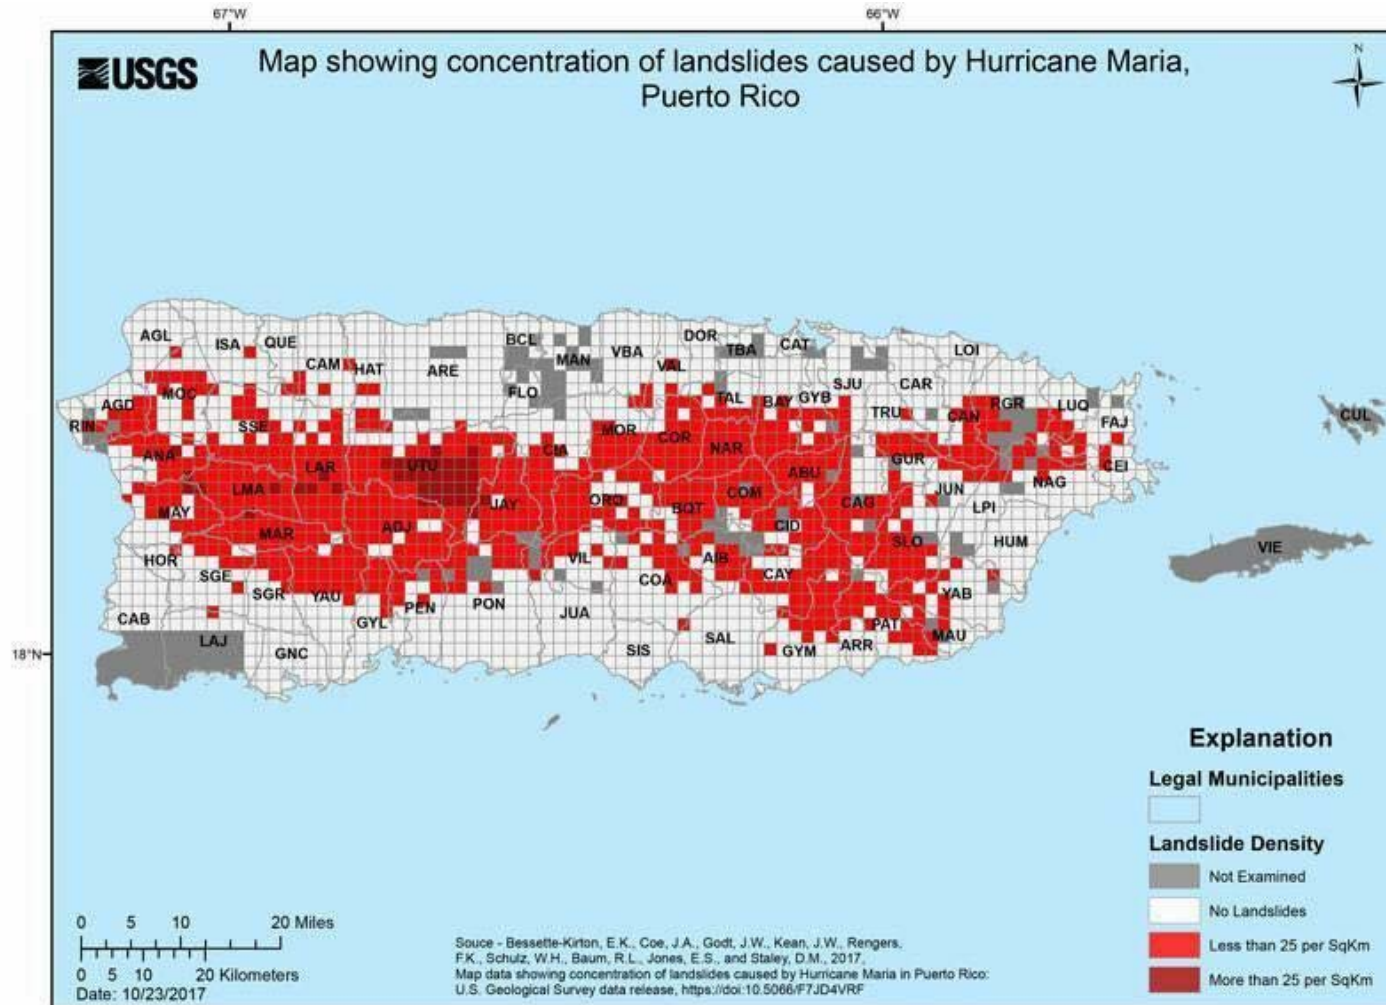 67°W
66°W
USGS
Map showing concentration of landslides caused by Hurricane Maria,
Puerto Rico
N
AGL
ISA
QUE
CAM
HAT
ARE
BCL
MAN
FLO
VBA
DOR
VAL
TBA
CAT
LOI
SJU
CAR
MOC
AGD
RIN
SSE
TAL
BAY
GYB
TRU
CAN
RGR
LUQ
FAJ
CUL
ANA
LAR
UTU
CIA
MOR
COR
NAR
ABU
GUR
CEI
LMA
JAY
ORO
BQT
COM
CAG
JUN
NAG
LPI
MAY
MAR
ADJ
CID
SLO
HUM
VIE
HOR
SGE
VIL
AIB
COA
CAY
SGR
YAU
PEN
PON
YAB
CAB
GYL
JUA
PAT
MAU
LAJ
GNC
SIS
SAL
GYM
ARR
18°N
Explanation
Legal Municipalities
Landslide Density
Not Examined
No Landslides
Less than 25 per SqKm
More than 25 per SqKm
0 5 10 20 Miles
0 5 10 20 Kilometers
Date: 10/23/2017
Souce - Bessette-Kirton, E.K., Coe, J.A., Godt, J.W., Kean, J.W., Rengers,
F.K., Schulz, W.H., Baum, R.L., Jones, E.S., and Staley, D.M., 2017,
Map data showing concentration of landslides caused by Hurricane Maria in Puerto Rico:
U.S. Geological Survey data release, https://doi:10.5066/F7JD4VRF